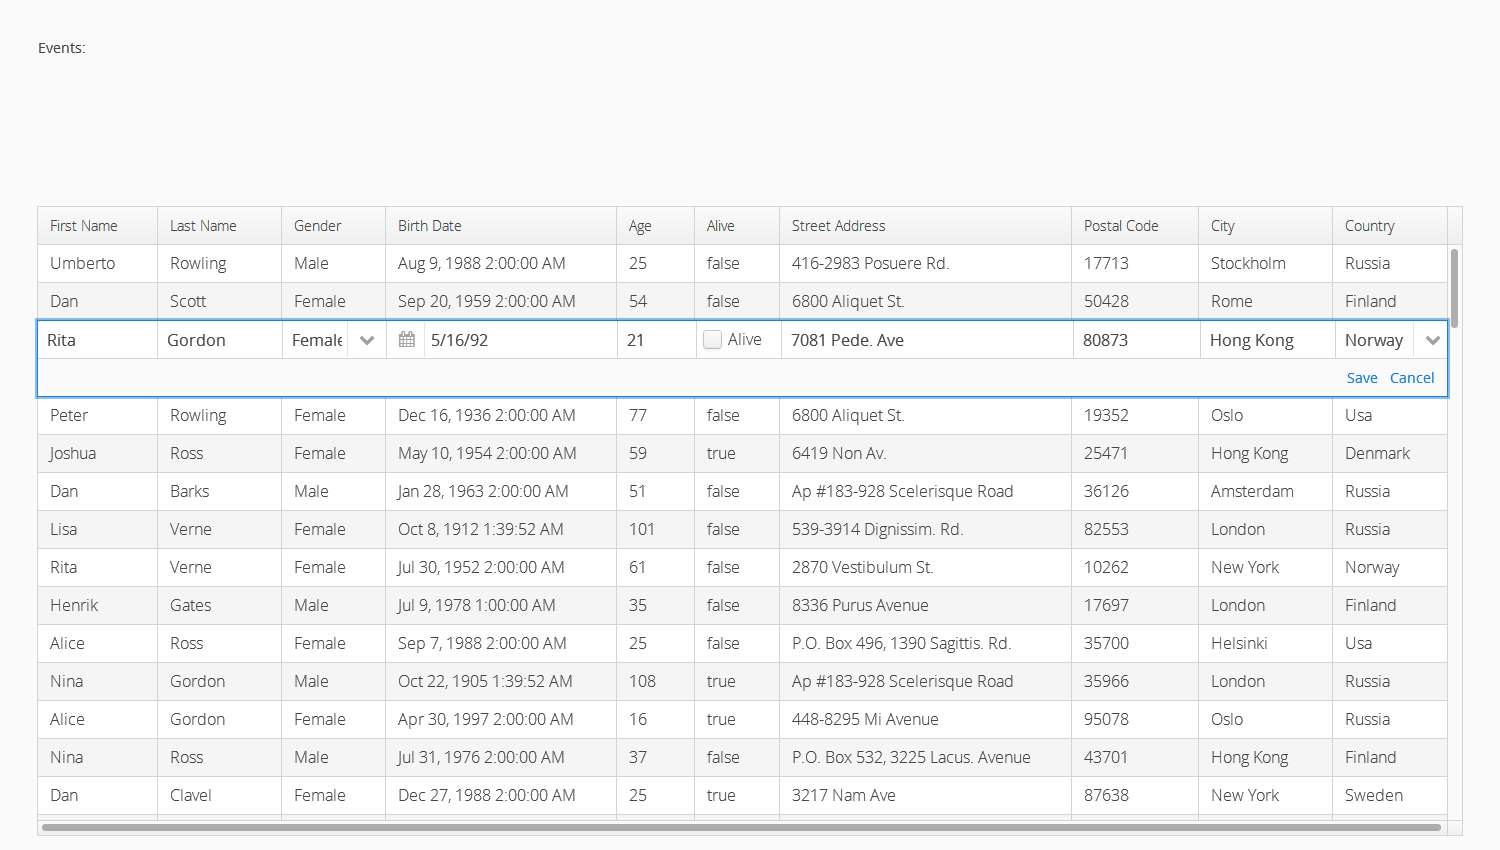 Events:
First Name Last Name Gender Birth Date Age Alive Street Address Postal Code City Country
Umberto Rowling Male Aug 9, 1988 2:00:00 AM 25 false 416-2983 Posuere Rd. 17713 Stockholm Russia
Dan Scott Female Sep 20, 1959 2:00:00 AM 54 false 6800 Aliquet St. 50428 Rome Finland
Rita Gordon Female 5/16/92 21 Alive 7081 Pede. Ave 80873 Hong Kong Norway
Save Cancel
Peter Rowling Female Dec 16, 1936 2:00:00 AM 77 false 6800 Aliquet St. 19352 Oslo Usa
Joshua Ross Female May 10, 1954 2:00:00 AM 59 true 6419 Non Av. 25471 Hong Kong Denmark
Dan Barks Male Jan 28, 1963 2:00:00 AM 51 false Ap #183-928 Scelerisque Road 36126 Amsterdam Russia
Lisa Verne Female Oct 8, 1912 1:39:52 AM 101 false 539-3914 Dignissim. Rd. 82553 London Russia
Rita Verne Female Jul 30, 1952 2:00:00 AM 61 false 2870 Vestibulum St. 10262 New York Norway
Henrik Gates Male Jul 9, 1978 1:00:00 AM 35 false 8336 Purus Avenue 17697 London Finland
Alice Ross Female Sep 7, 1988 2:00:00 AM 25 false P.O. Box 496, 1390 Sagittis. Rd. 35700 Helsinki Usa
Nina Gordon Male Oct 22, 1905 1:39:52 AM 108 true Ap #183-928 Scelerisque Road 35966 London Russia
Alice Gordon Female Apr 30, 1997 2:00:00 AM 16 true 448-8295 Mi Avenue 95078 Oslo Russia
Nina Ross Male Jul 31, 1976 2:00:00 AM 37 false P.O. Box 532, 3225 Lacus. Avenue 43701 Hong Kong Finland
Dan Clavel Female Dec 27, 1988 2:00:00 AM 25 true 3217 Nam Ave 87638 New York Sweden